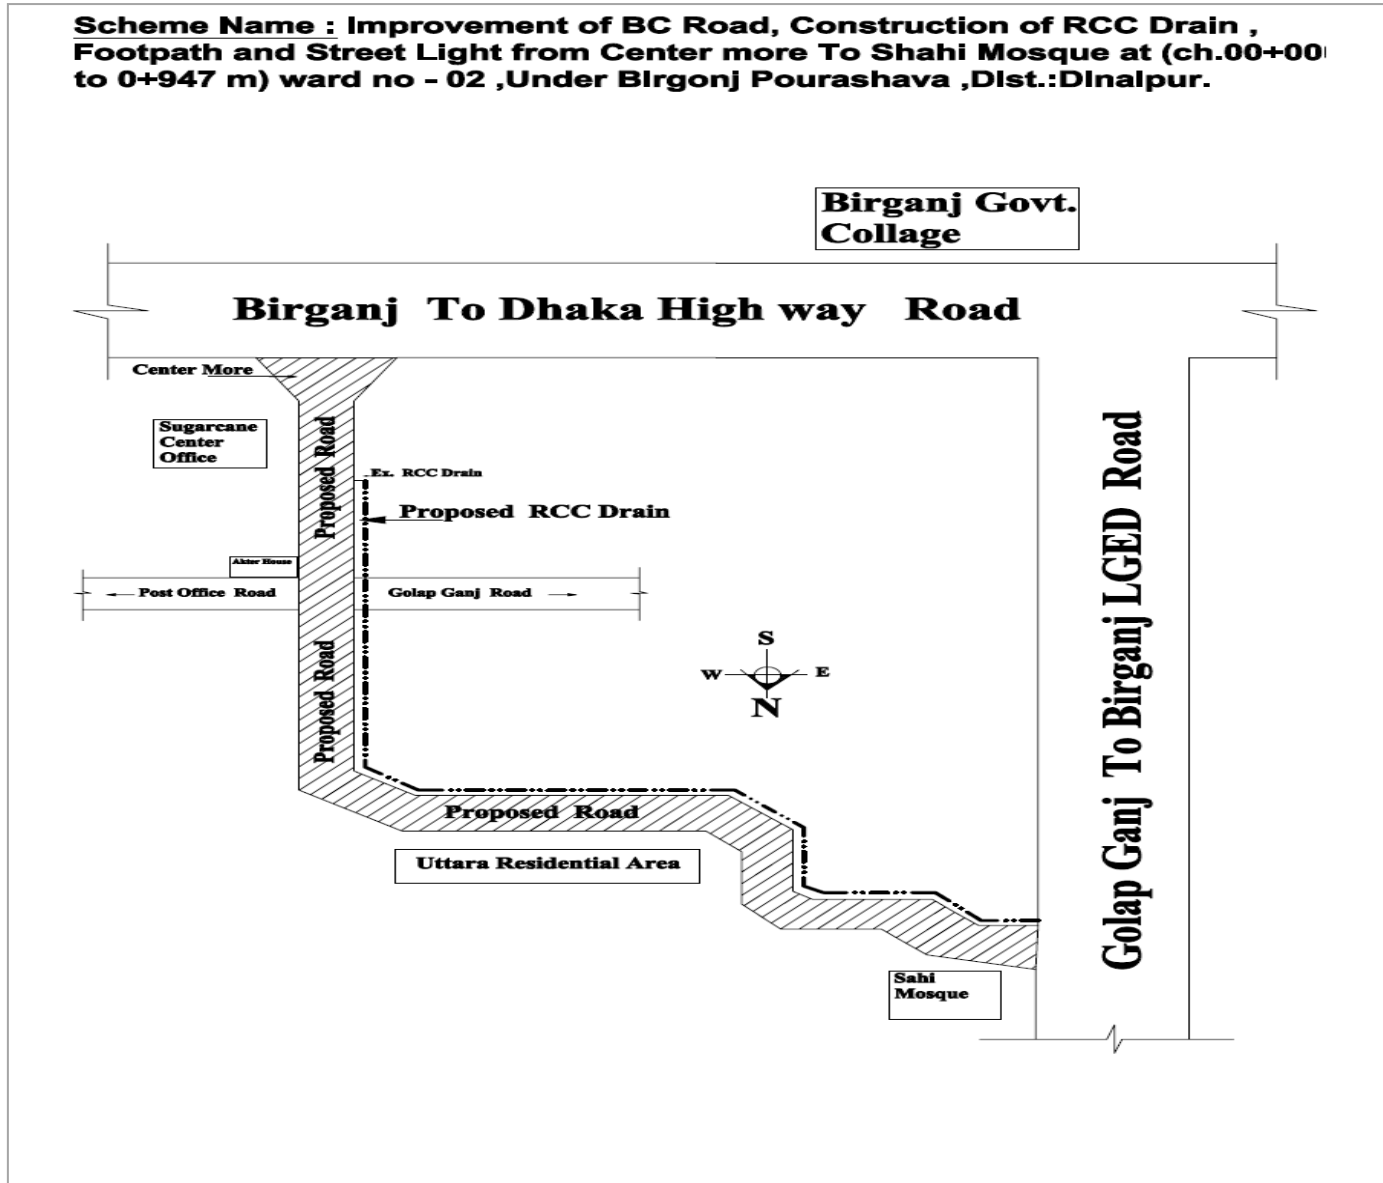 Scheme Name : Improvement of BC Road, Construction of RCC Drain ,
Footpath and Street Light from Center more To Shahi Mosque at (ch.00+00
to 0+947 m) ward no - 02 ,Under BIrgonj Pourashava ,DIst.:DInaIpur.
Birganj Govt.
Collage
Birganj To Dhaka High way Road
Center More
Sugarcane
Center
Office
Proposed Road
Ex. RCC Drain
Proposed RCC Drain
Akter House
Post Office Road
Golap Ganj Road
Proposed Road
S
W
E
N
Golap Ganj To Birganj LGED Road
Proposed Road
Uttara Residential Area
Sahi
Mosque